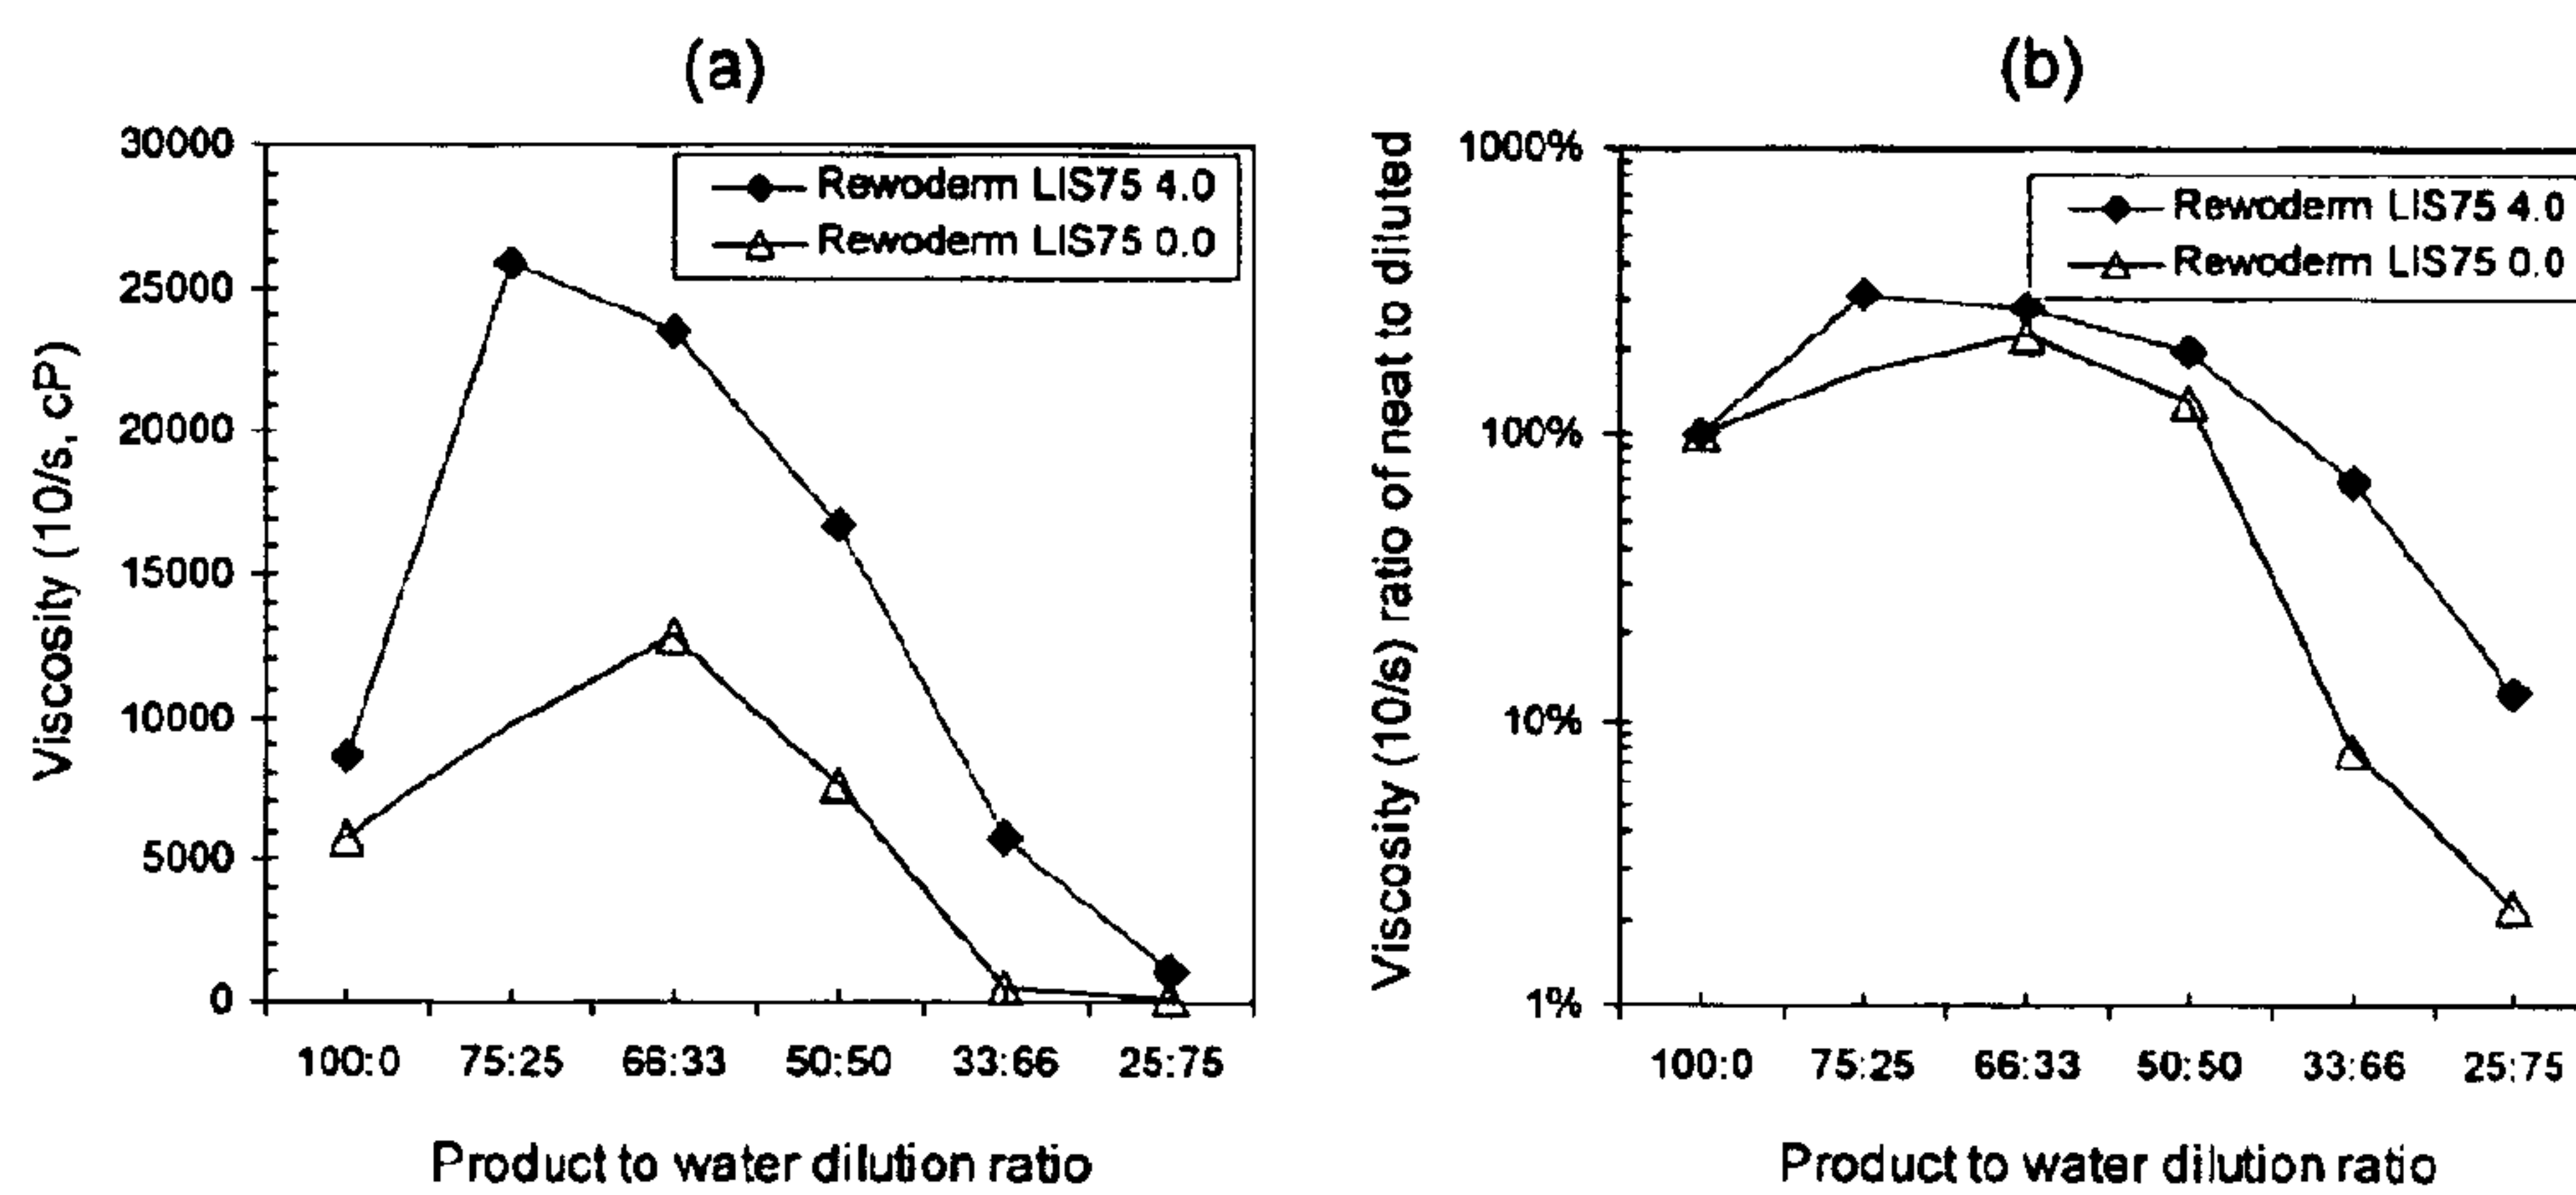 (a)
30000
25000
20000
15000
10000
5000
0
Viscosity (10/s, cP)
Rewoderm LIS75 4.0
Rewoderm LIS75 0.0
100:0 75:25 66:33 50:50 33:66 25:75
Product to water dilution ratio
(b)
1000%
100%
10%
1%
Viscosity (10/s) ratio of neat to diluted
Rewoderm LIS75 4.0
Rewoderm LIS75 0.0
100:0 75:25 66:33 50:50 33:66 25:75
Product to water dilution ratio